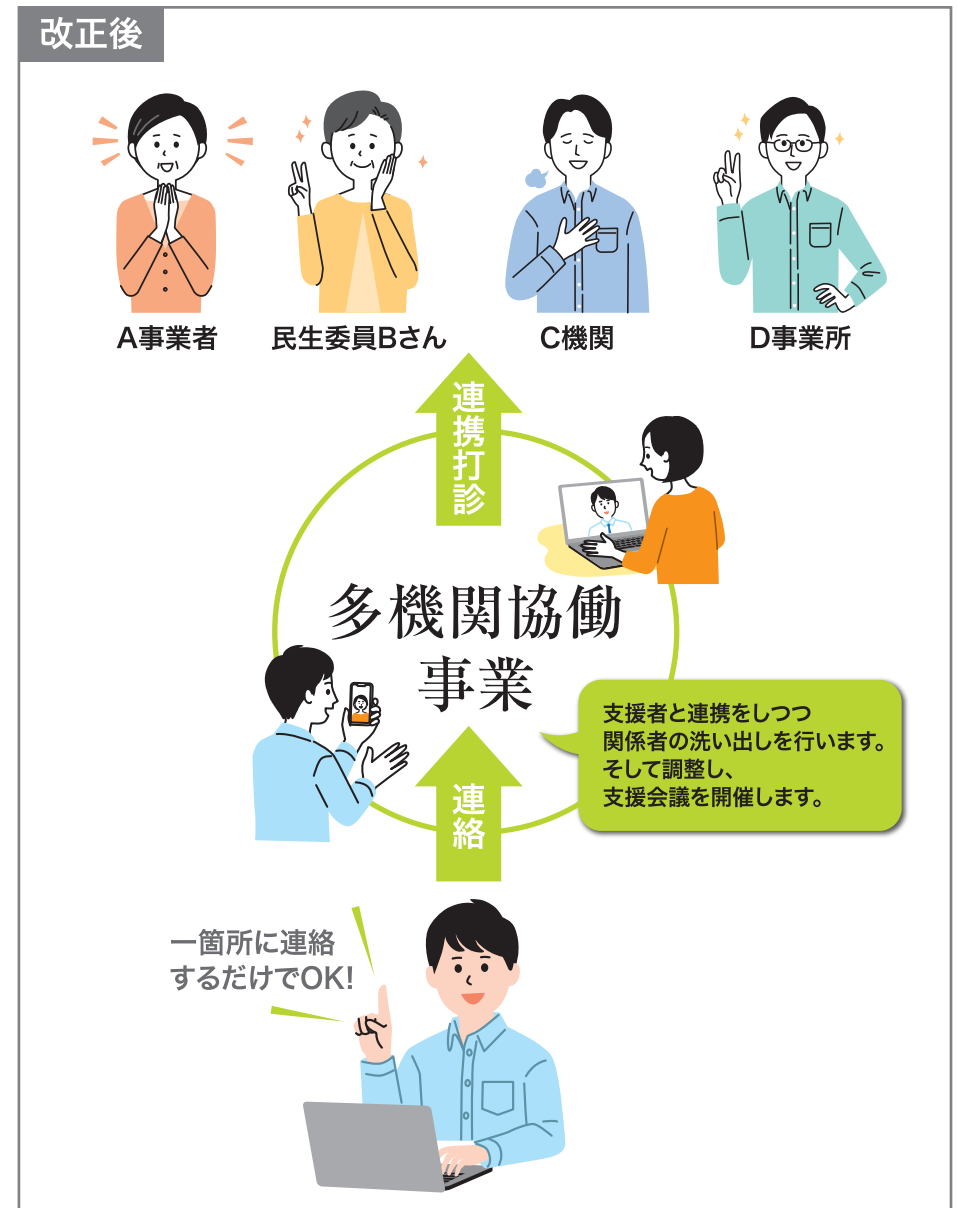 改正後
A事業者
民生委員Bさん
C機関
D事業所
連携打診
多機関協働
事業
支援者と連携をしつつ
関係者の洗い出しを行います。
そして調整し、
支援会議を開催します。
連絡
一箇所に連絡
するだけでOK!